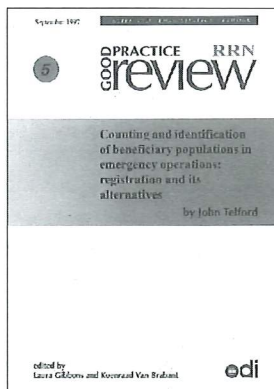 September 1997
5
GOOD
PRACTICE RRN
review
Counting and identification
of beneficiary populations in
emergency operations:
registration and its
alternatives
by John Telford
edited by
Laura Gibbons and Koenraad Van Brabant
odi